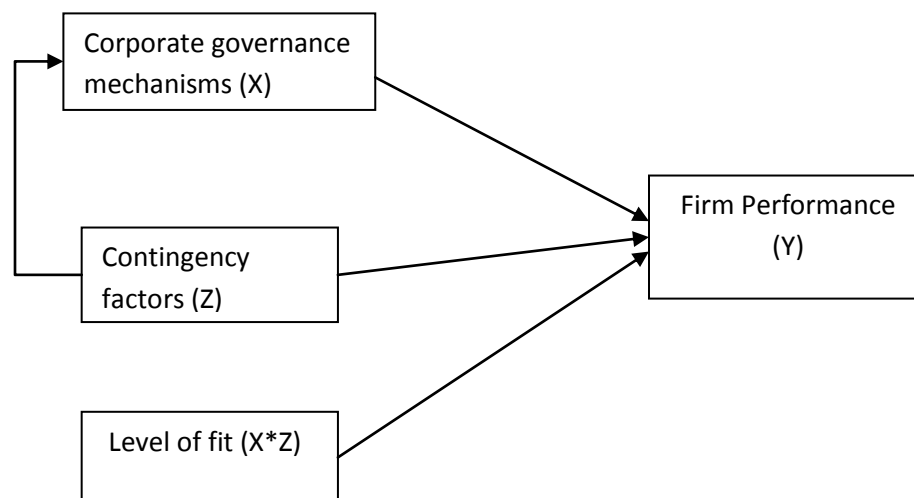 Corporate governance
mechanisms (X)
Firm Performance
(Y)
Contingency
factors (Z)
Level of fit (X*Z)